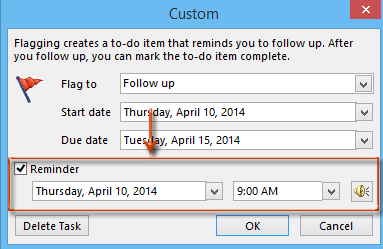 Custom
Flagging creates a to-do item that reminds you to follow up. After
you follow up, you can mark the to-do item complete.
Flag to Follow up
Start date Thursday, April 10, 2014
Due date Tuesday, April 15, 2014
Reminder
Thursday, April 10, 2014 9:00 AM
Delete Task OK Cancel